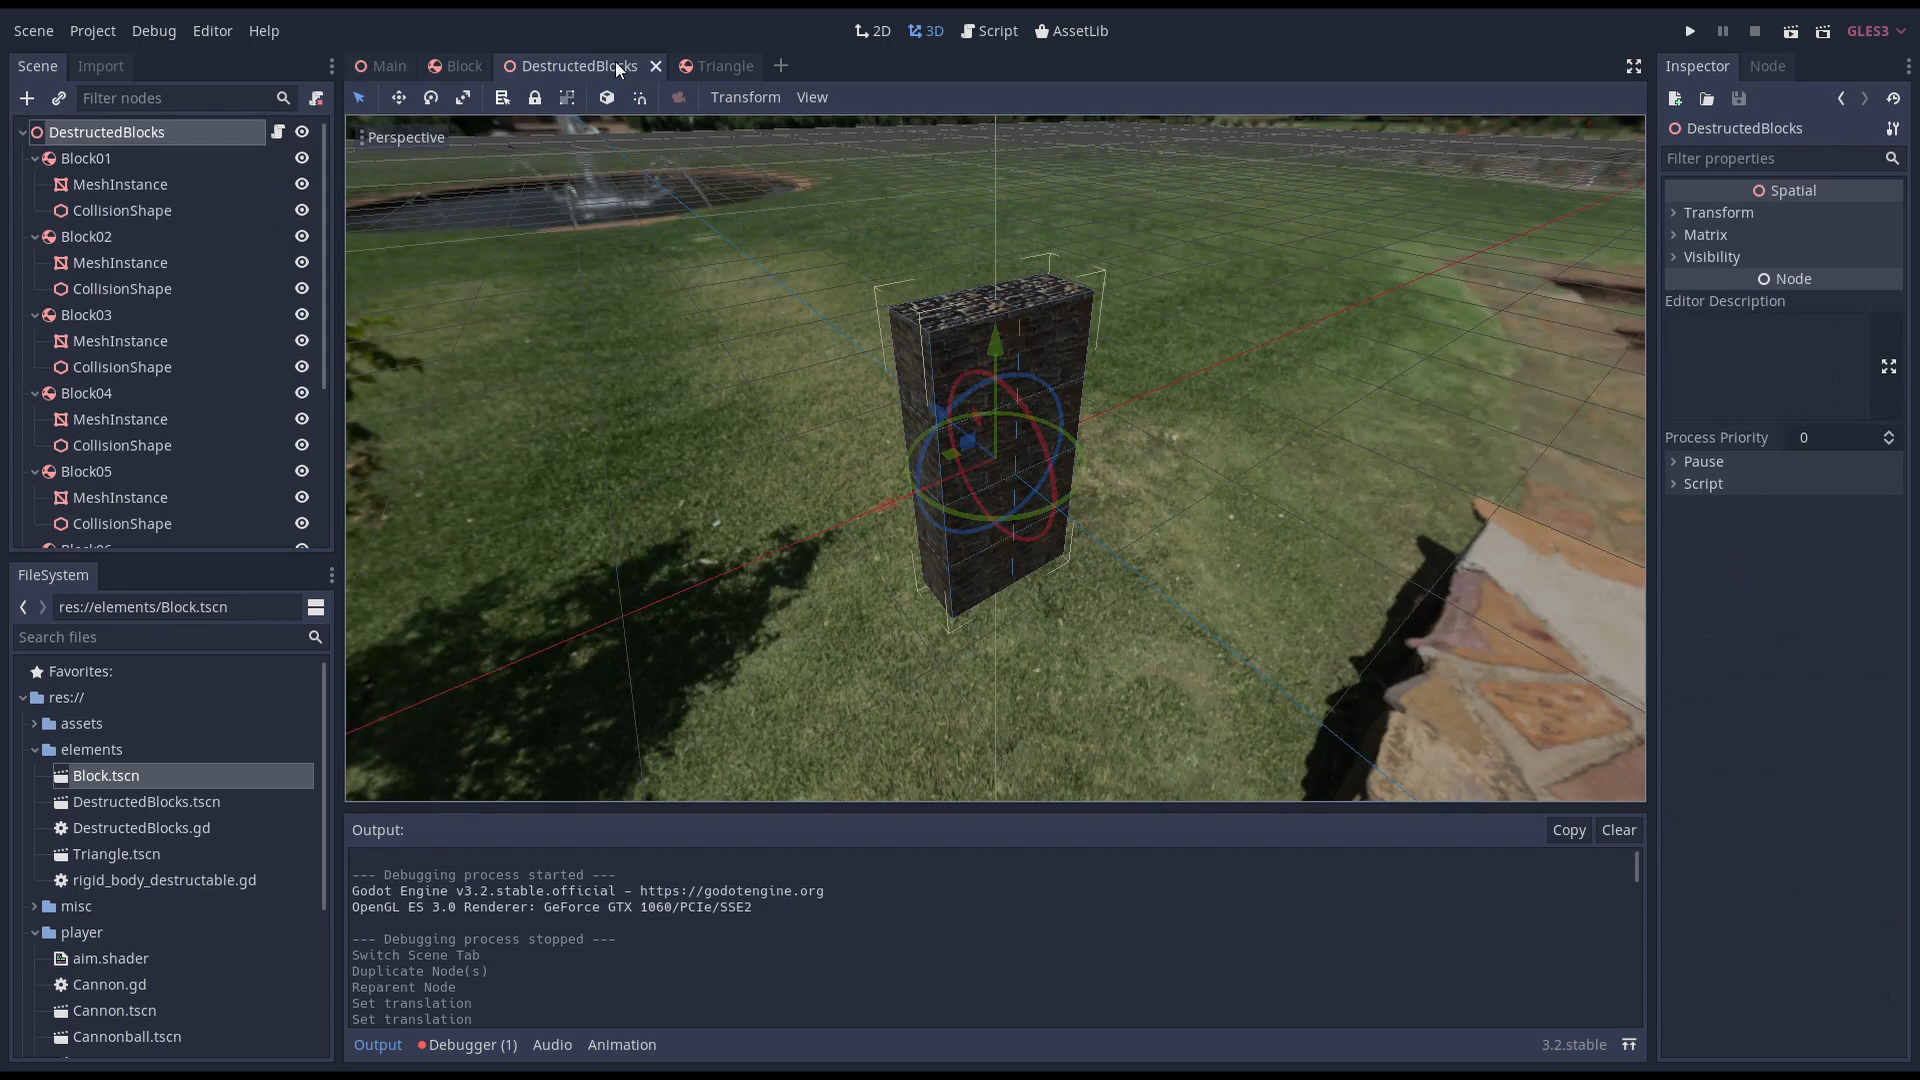 Scene Project Debug Editor Help
2D 3D Script AssetLib
GLES3
Scene Import
Main Block DestructedBlocks Triangle
Inspector Node
Filter nodes
Transform View
DestructedBlocks
Block01
MeshInstance
CollisionShape
Block02
MeshInstance
CollisionShape
Block03
MeshInstance
CollisionShape
Block04
MeshInstance
CollisionShape
Block05
MeshInstance
CollisionShape
Perspective
DestructedBlocks
Filter properties
Spatial
Transform
Matrix
Visibility
Node
Editor Description
Process Priority 0
Pause
Script
FileSystem
res://elements/Block.tscn
Search files
Favorites:
res://
assets
elements
Block.tscn
DestructedBlocks.tscn
DestructedBlocks.gd
Triangle.tscn
rigid_body_destructable.gd
misc
player
aim.shader
Cannon.gd
Cannon.tscn
Cannonball.tscn
Output:
Copy Clear
--- Debugging process started ---
Godot Engine v3.2.stable.official - https://godotengine.org
OpenGL ES 3.0 Renderer: GeForce GTX 1060/PCIe/SSE2
--- Debugging process stopped ---
Switch Scene Tab
Duplicate Node(s)
Reparent Node
Set translation
Set translation
Output Debugger (1) Audio Animation
3.2.stable